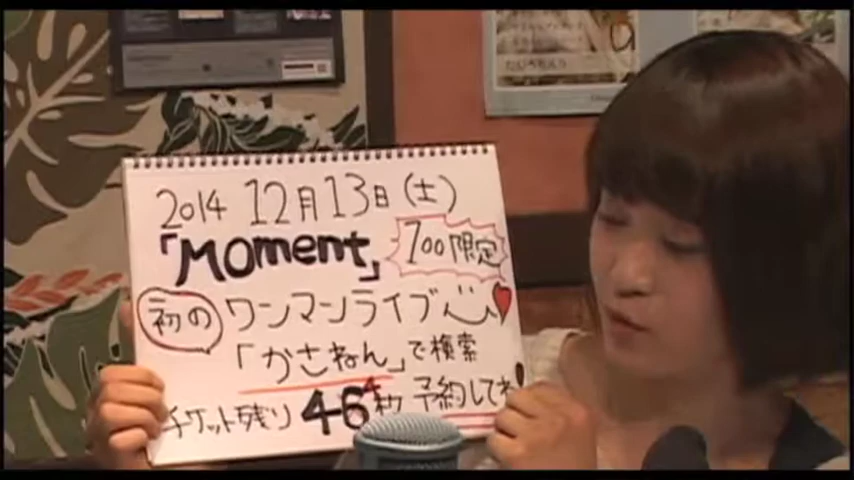 2014 12月13日(土)
「Moment」 700限定
初の ワンマンライブ
「かさねん」で検索
チケット残り 46枚 予約してね!